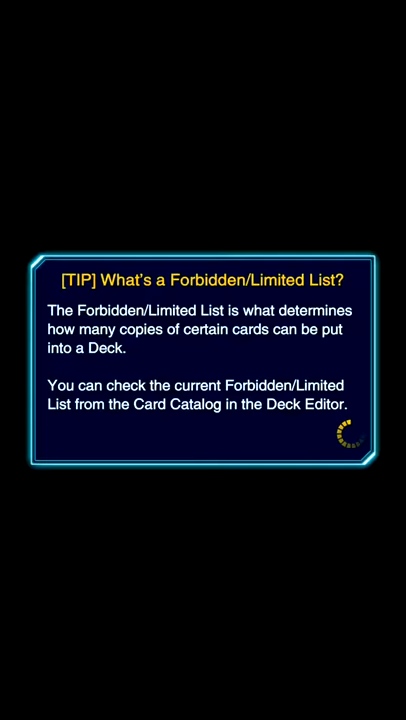 [TIP] What's a Forbidden/Limited List?
The Forbidden/Limited List is what determines
how many copies of certain cards can be put
into a Deck.
You can check the current Forbidden/Limited
List from the Card Catalog in the Deck Editor.